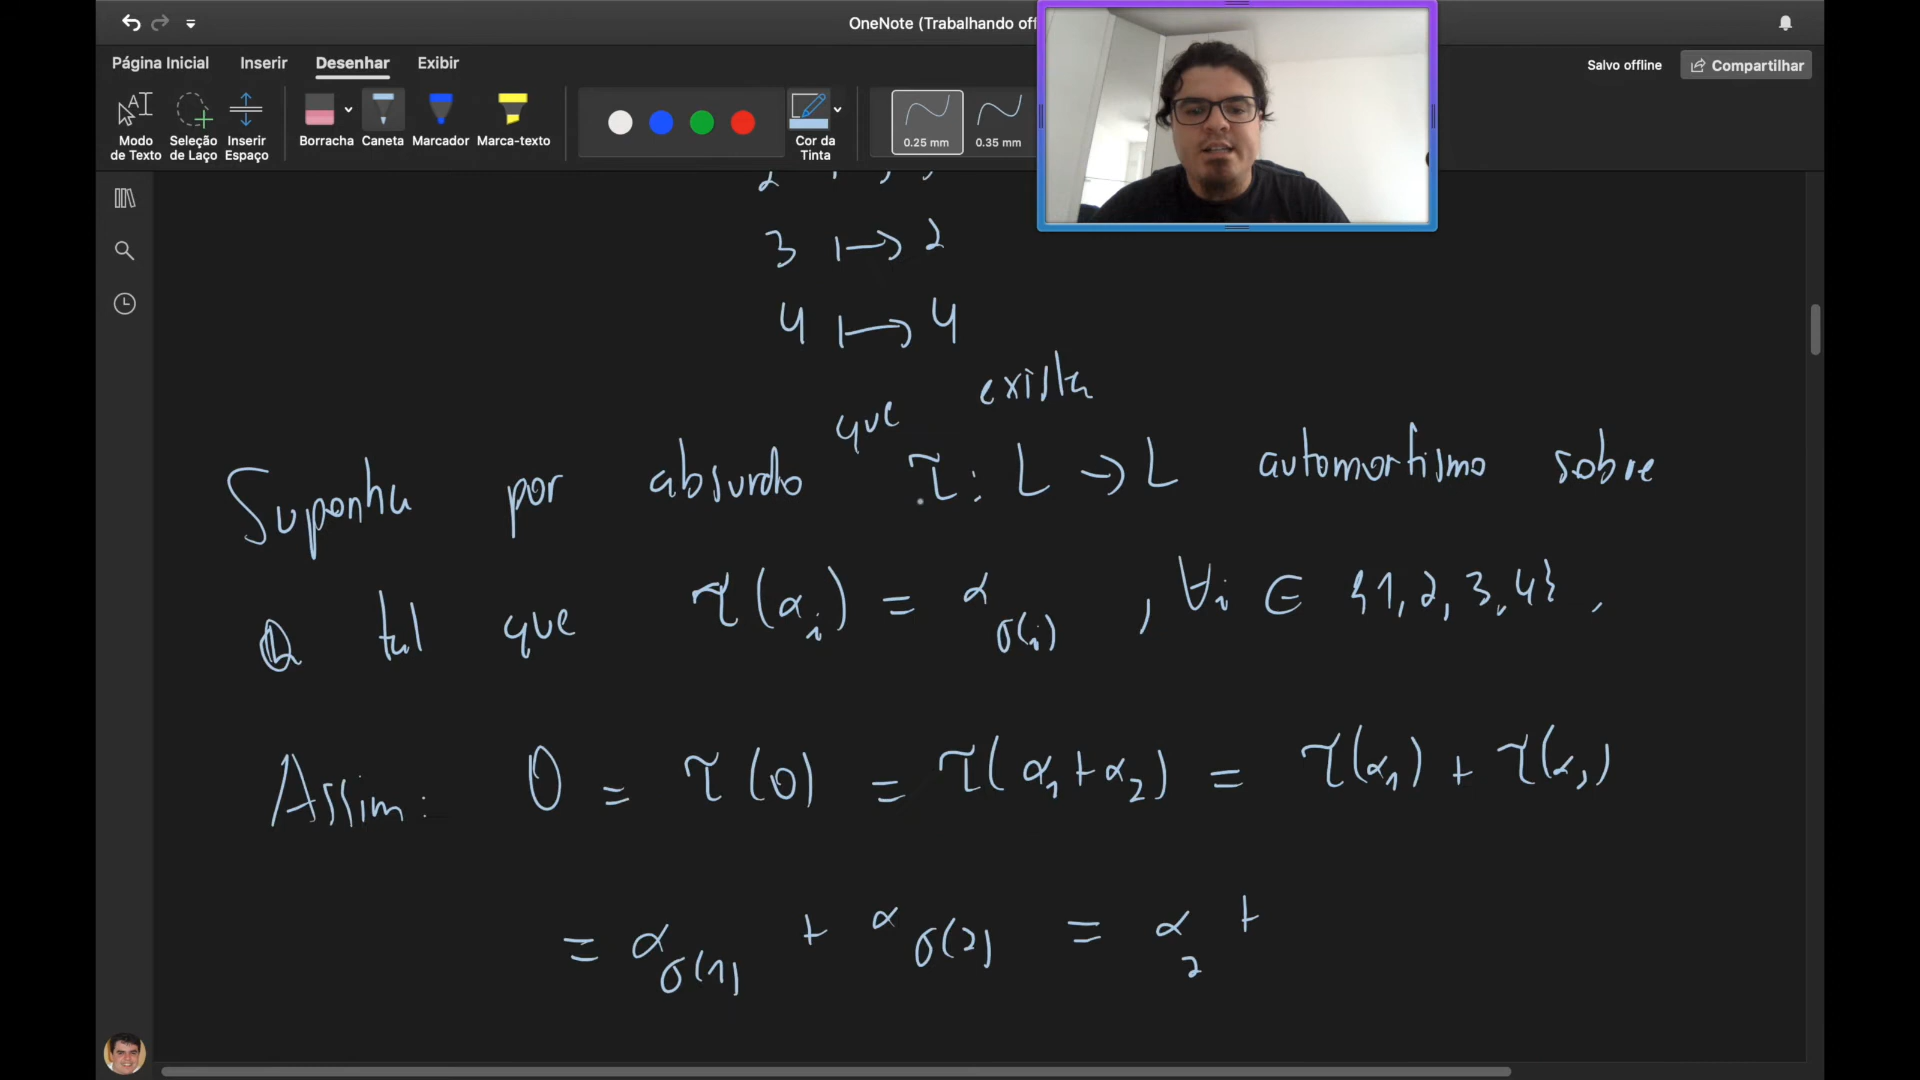 OneNote (Trabalhando off
Página Inicial Inserir Desenhar Exibir
Salvo offline Compartilhar
Modo de Texto
Seleção de Laço
Inserir Espaço
Borracha
Caneta
Marcador
Marca-texto
Cor da Tinta
0.25 mm
0.35 mm
3 ↦ 2
4 ↦ 4
que exista
Suponha por absurdo τ: L → L automorfismo sobre
Q tal que τ(α_i) = α_σ(i) , ∀i ∈ {1, 2, 3, 4} ,
Assim: 0 = τ(0) = τ(α_1 + α_2) = τ(α_1) + τ(α_2)
= α_σ(1) + α_σ(2) = α_2 +